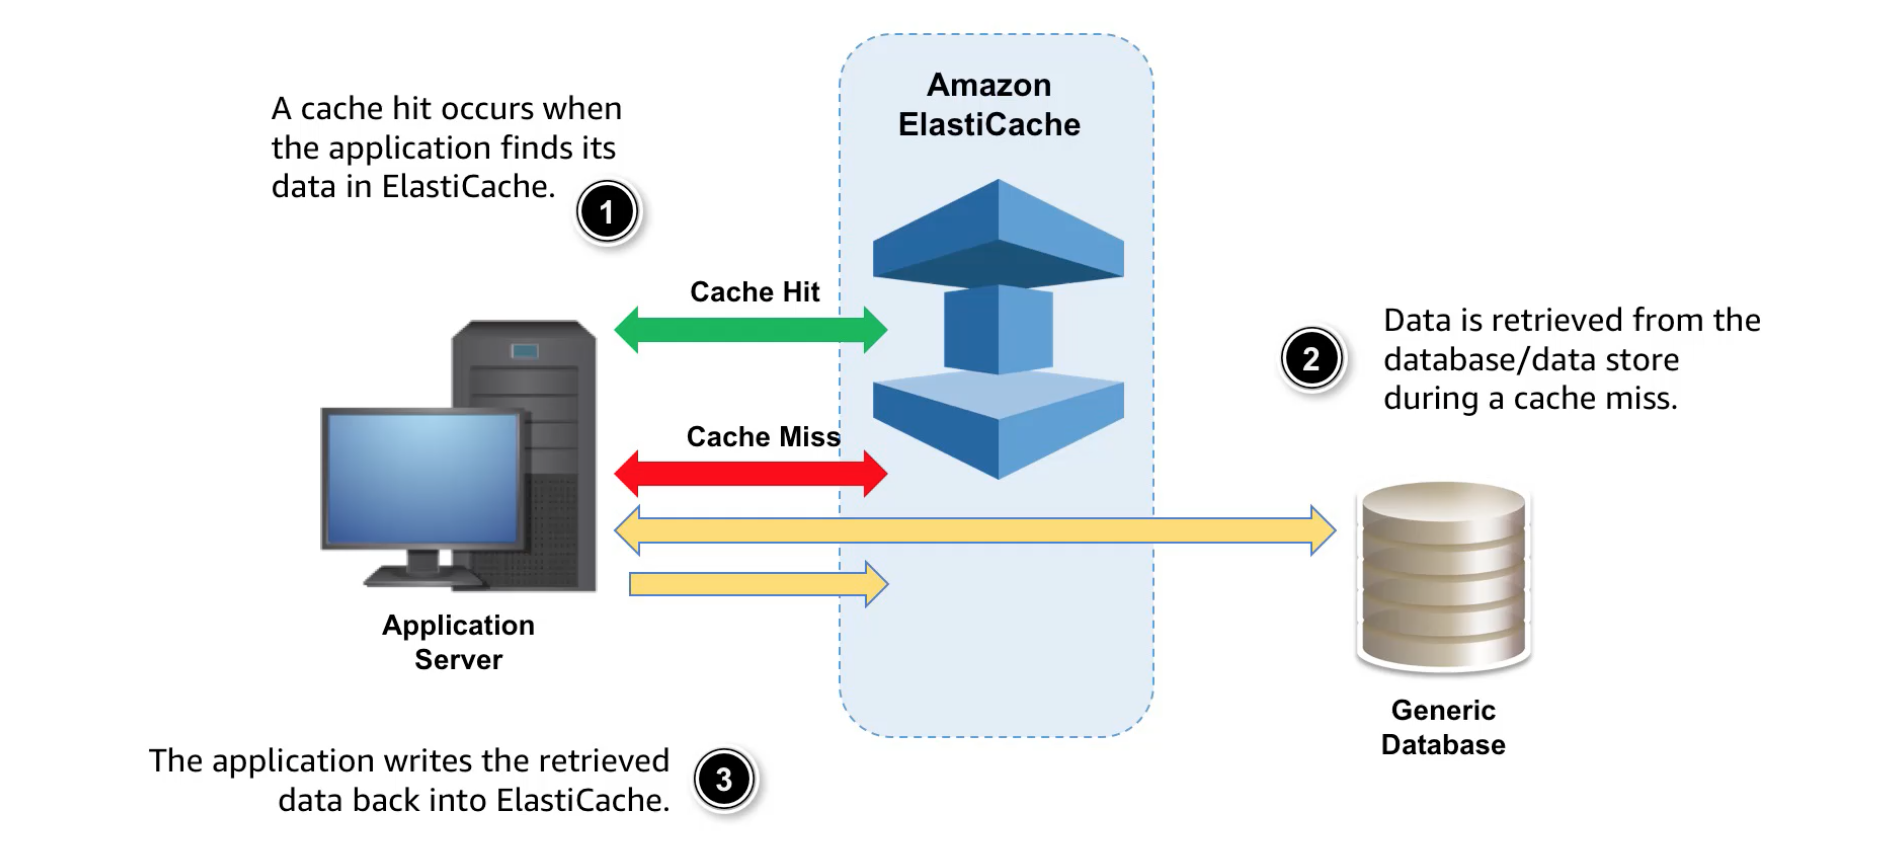 Amazon
ElastiCache
A cache hit occurs when
the application finds its
data in ElastiCache.
1
Cache Hit
2
Data is retrieved from the
database/data store
during a cache miss.
Cache Miss
Application
Server
Generic
Database
The application writes the retrieved
data back into ElastiCache.
3